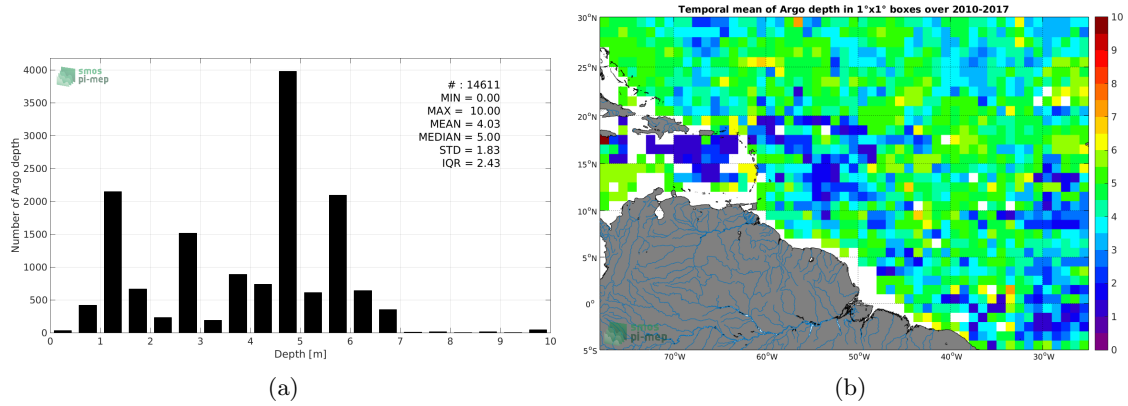 smos
pi-mep
# : 14611
MIN = 0.00
MAX = 10.00
MEAN = 4.03
MEDIAN = 5.00
STD = 1.83
IQR = 2.43
Number of Argo depth
4000
3500
3000
2500
2000
1500
1000
500
0
0 1 2 3 4 5 6 7 8 9 10
Depth [m]
(a)
Temporal mean of Argo depth in 1°x1° boxes over 2010-2017
30°N
25°N
20°N
15°N
10°N
5°N
0°
5°S
70°W 60°W 50°W 40°W 30°W
smos
pi-mep
10
9
8
7
6
5
4
3
2
1
0
(b)